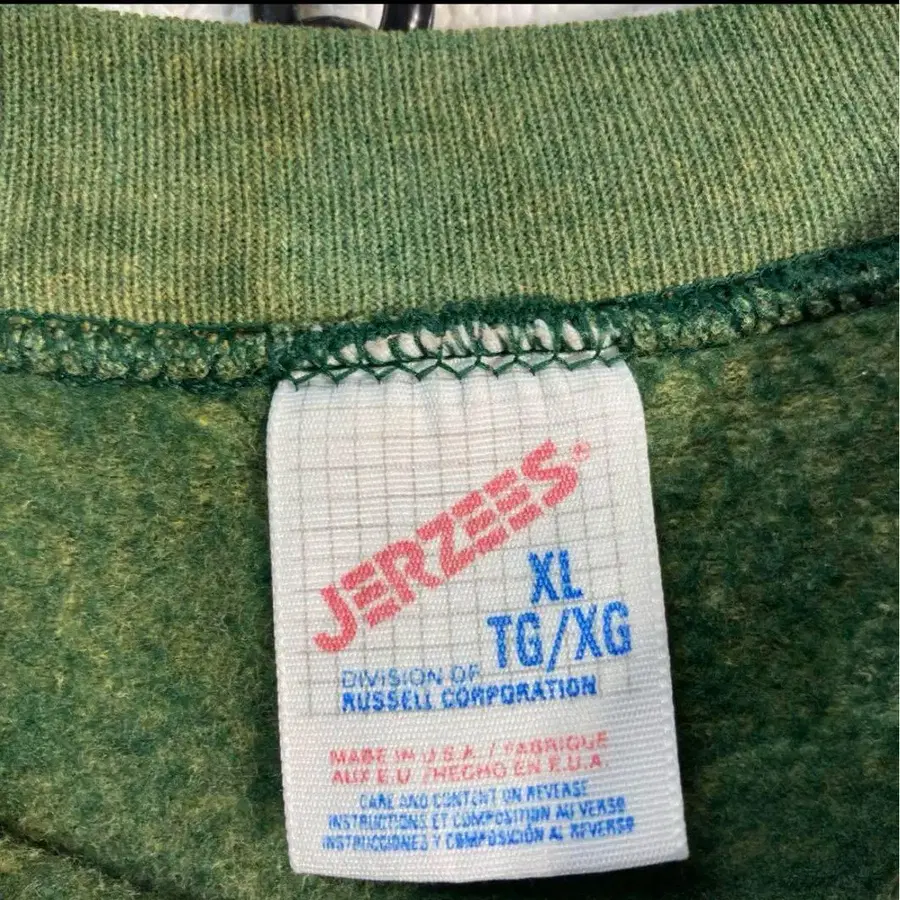 JERZEES®
XL
TG/XG
DIVISION OF
RUSSELL CORPORATION
MADE IN U.S.A. / FABRIQUE
AUX E.U. /HECHO EN E.U.A.
CARE AND CONTENT ON REVERSE
INSTRUCTIONS ET COMPOSITION AU VERSO
INSTRUCCIONES Y COMPOSICIÓN AL REVERSO